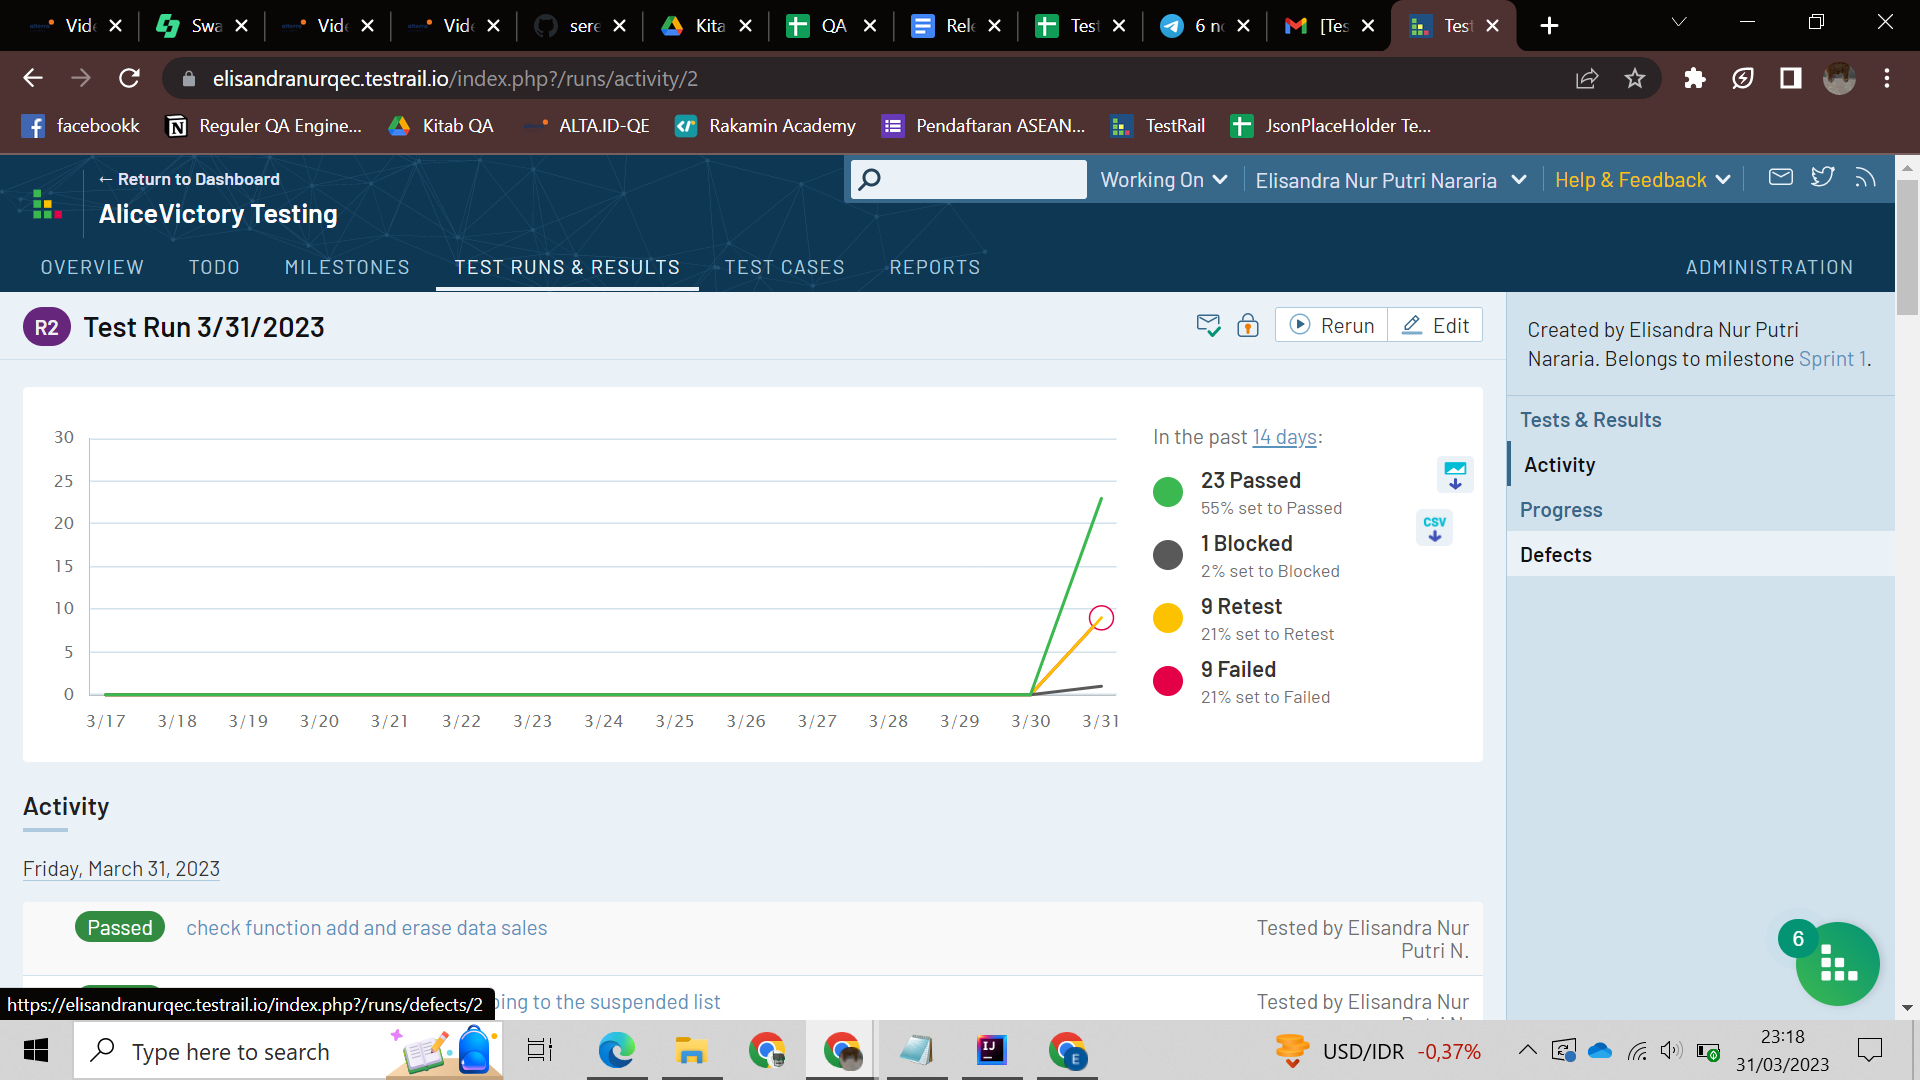 Vide
Swa
Vide
Vide
sere
Kita
QA
Rele
Test
6 no
[Tes
Test
elisandranurqec.testrail.io/index.php?/runs/activity/2
facebookk
Reguler QA Engine...
Kitab QA
ALTA.ID-QE
Rakamin Academy
Pendaftaran ASEAN...
TestRail
JsonPlaceHolder Te...
← Return to Dashboard
AliceVictory Testing
Working On
Elisandra Nur Putri Nararia
Help & Feedback
OVERVIEW
TODO
MILESTONES
TEST RUNS & RESULTS
TEST CASES
REPORTS
ADMINISTRATION
R2
Test Run 3/31/2023
Rerun
Edit
Created by Elisandra Nur Putri
Nararia. Belongs to milestone Sprint 1.
Tests & Results
Activity
Progress
Defects
30
25
20
15
10
5
0
3/17
3/18
3/19
3/20
3/21
3/22
3/23
3/24
3/25
3/26
3/27
3/28
3/29
3/30
3/31
In the past 14 days:
23 Passed
55% set to Passed
1 Blocked
2% set to Blocked
9 Retest
21% set to Retest
9 Failed
21% set to Failed
CSV
Activity
Friday, March 31, 2023
Passed
check function add and erase data sales
Tested by Elisandra Nur
Putri N.
to the suspended list
Tested by Elisandra Nur
6
https://elisandranurqec.testrail.io/index.php?/runs/defects/2
Type here to search
IJ
E
USD/IDR
-0,37%
23:18
31/03/2023